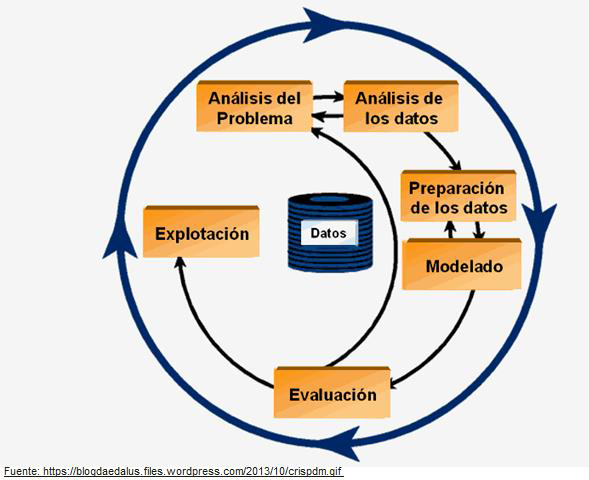 Análisis del
Problema
Análisis de
los datos
Preparación
de los datos
Explotación
Datos
Modelado
Evaluación
Fuente: https://blogdaedalus.files.wordpress.com/2013/10/crispdm.gif